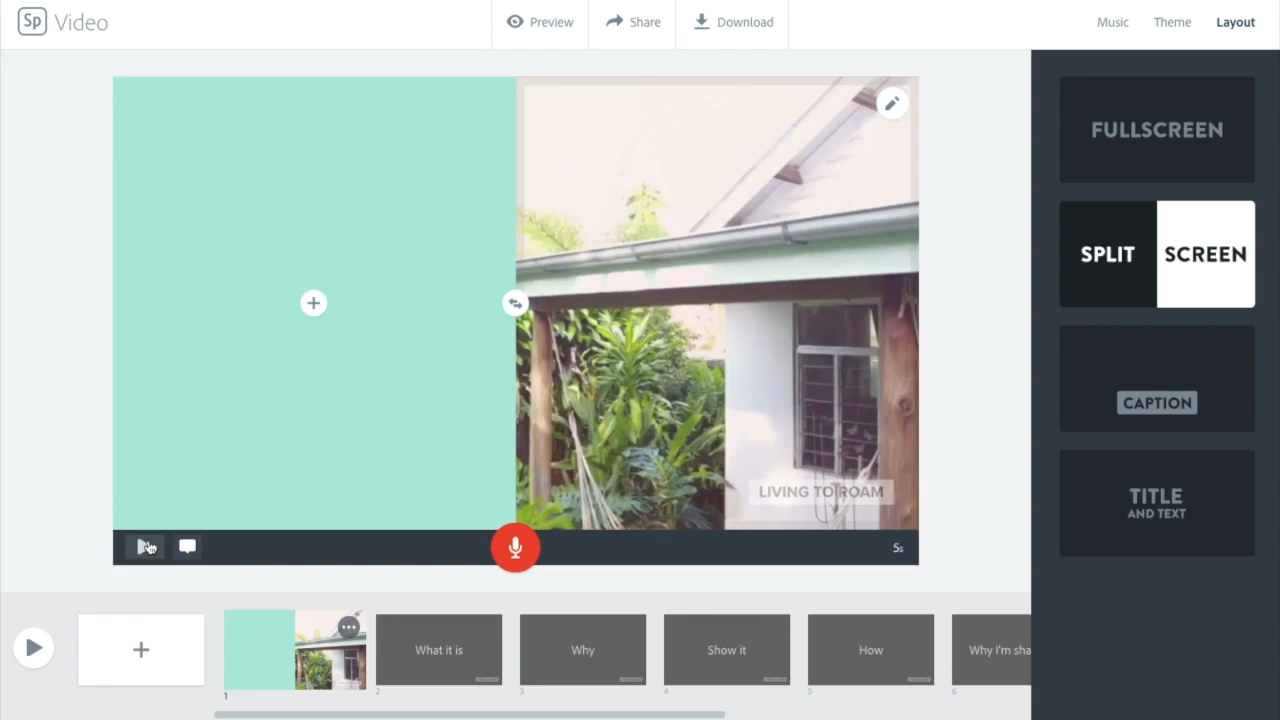 Sp Video
Preview
Share
Download
Music
Theme
Layout
FULLSCREEN
SPLIT SCREEN
CAPTION
TITLE
AND TEXT
LIVING TO ROAM
5s
What it is
Why
Show it
How
Why I'm sha
1
2
3
4
5
6